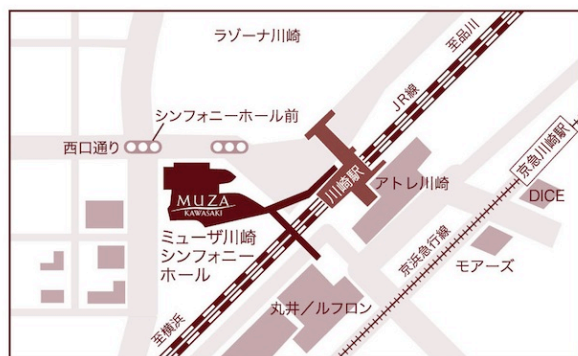 ラゾーナ川崎
至品川
JR線
シンフォニーホール前
西口通り
京急川崎駅
川崎駅
アトレ川崎
MUZA
KAWASAKI
DICE
ミューザ川崎
シンフォニー
ホール
京浜急行線
モアーズ
丸井／ルフロン
至横浜